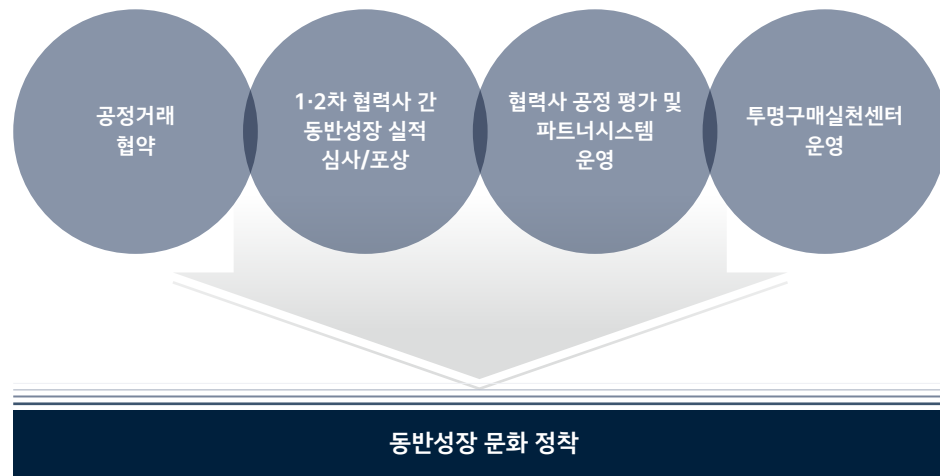 공정거래
협약
1·2차 협력사 간
동반성장 실적
심사/포상
협력사 공정 평가 및
파트너시스템
운영
투명구매실천센터
운영
동반성장 문화 정착